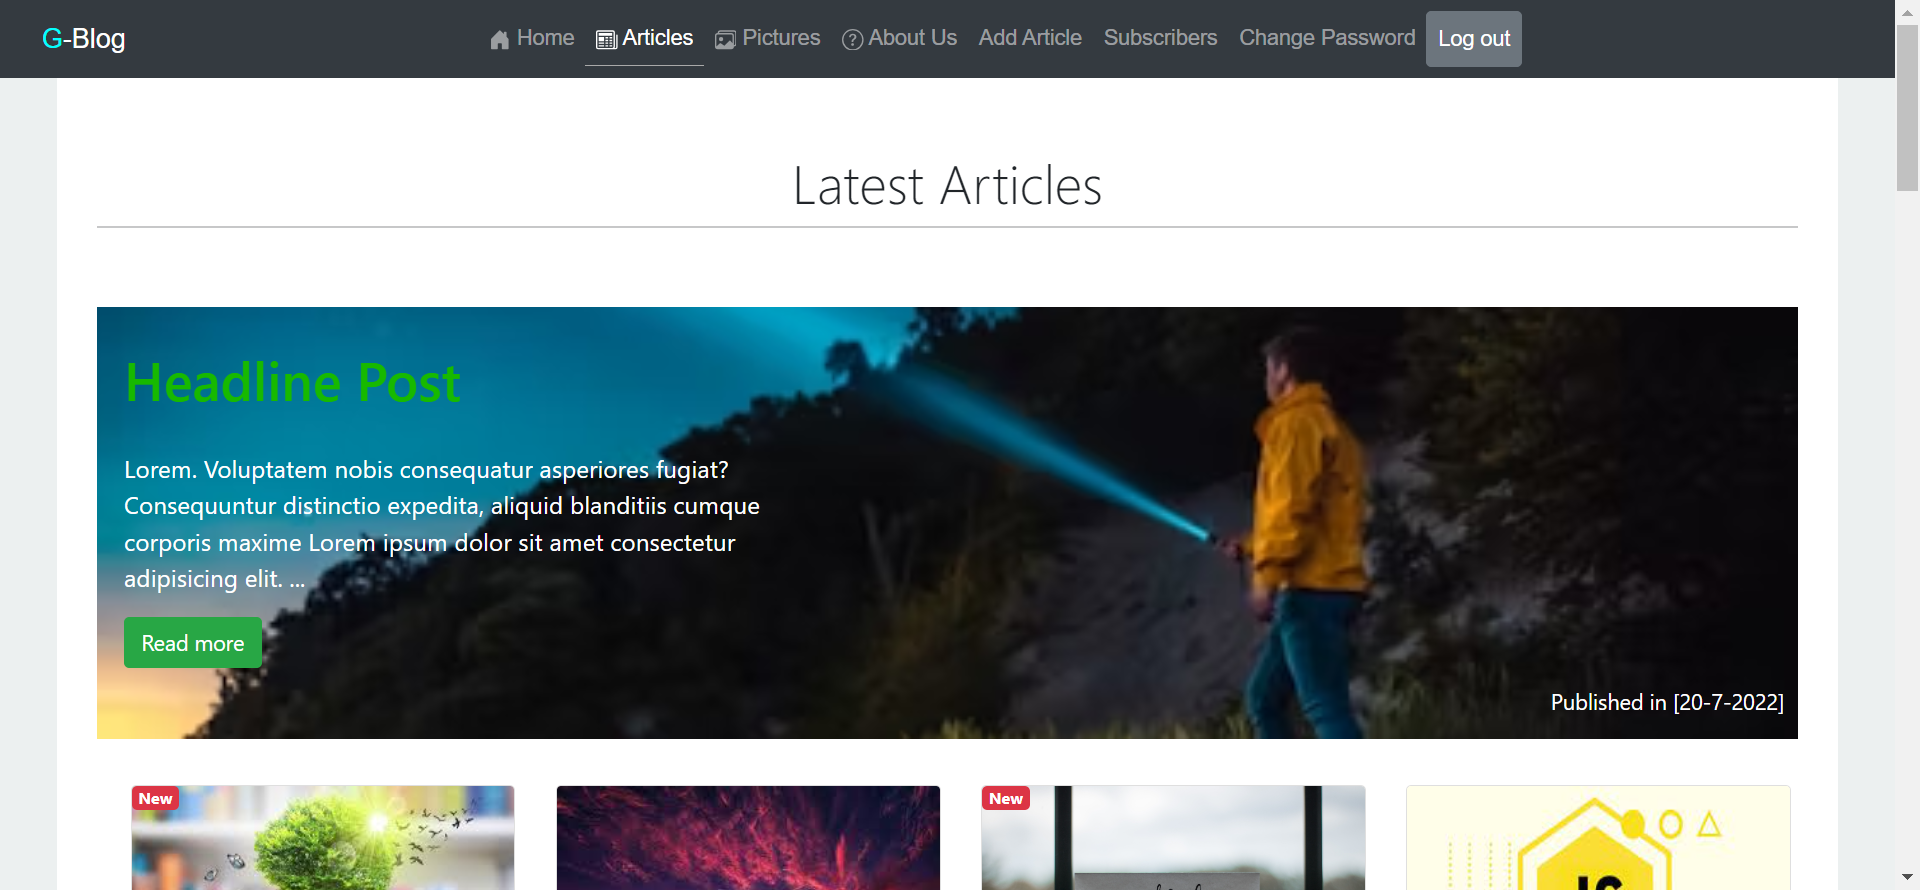 G-Blog
Home Articles Pictures About Us Add Article Subscribers Change Password Log out
Latest Articles
Headline Post
Lorem. Voluptatem nobis consequatur asperiores fugiat?
Consequuntur distinctio expedita, aliquid blanditiis cumque
corporis maxime Lorem ipsum dolor sit amet consectetur
adipisicing elit. ...
Read more
Published in [20-7-2022]
New
New